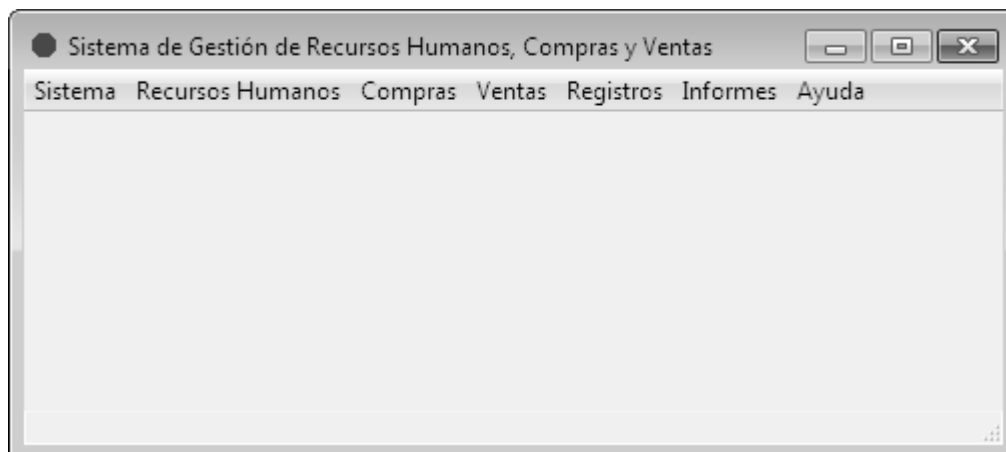 Sistema de Gestión de Recursos Humanos, Compras y Ventas
Sistema Recursos Humanos Compras Ventas Registros Informes Ayuda